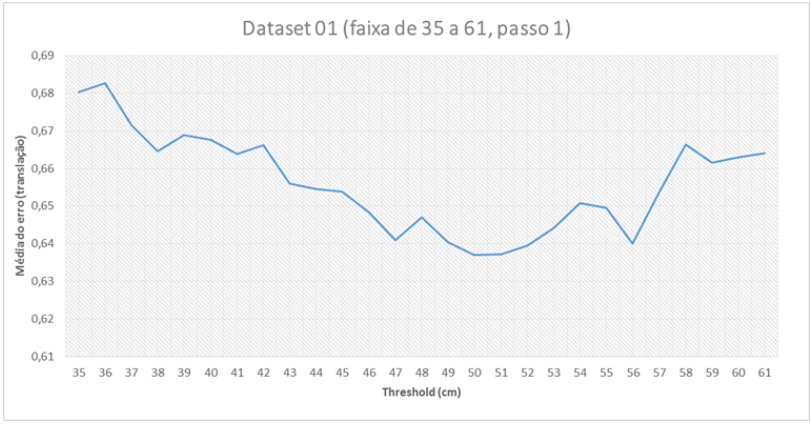 Dataset 01 (faixa de 35 a 61, passo 1)
0,69
0,68
0,67
0,66
0,65
0,64
0,63
0,62
0,61
Média do erro (translação)
35 36 37 38 39 40 41 42 43 44 45 46 47 48 49 50 51 52 53 54 55 56 57 58 59 60 61
Threshold (cm)